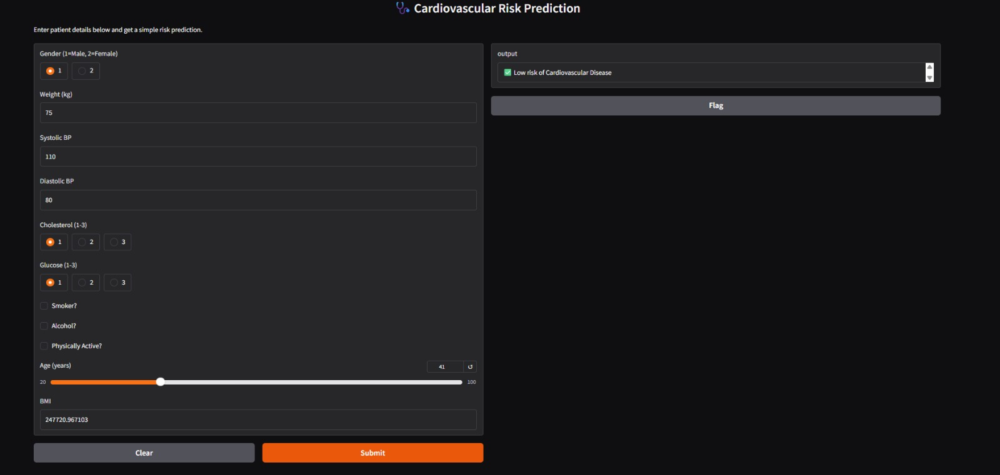 Cardiovascular Risk Prediction
Enter patient details below and get a simple risk prediction.
Gender (1=Male, 2=Female)
1 2
Weight (kg)
75
Systolic BP
110
Diastolic BP
80
Cholesterol (1-3)
1 2 3
Glucose (1-3)
1 2 3
Smoker?
Alcohol?
Physically Active?
Age (years)
41
20 100
BMI
247720.967103
Clear Submit
output
Low risk of Cardiovascular Disease
Flag